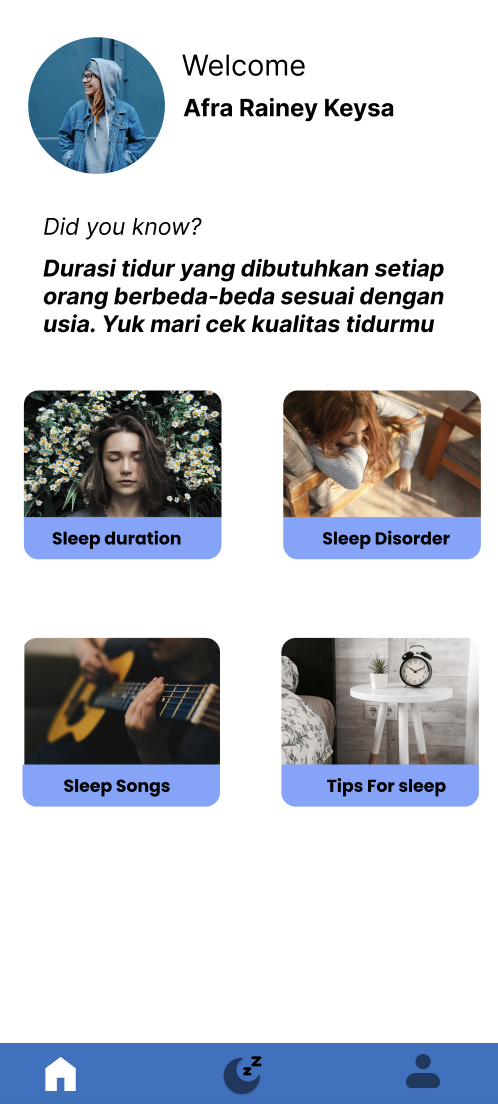 Welcome
Afra Rainey Keysa
Did you know?
Durasi tidur yang dibutuhkan setiap
orang berbeda-beda sesuai dengan
usia. Yuk mari cek kualitas tidurmu
Sleep duration
Sleep Disorder
Sleep Songs
Tips For sleep
z z